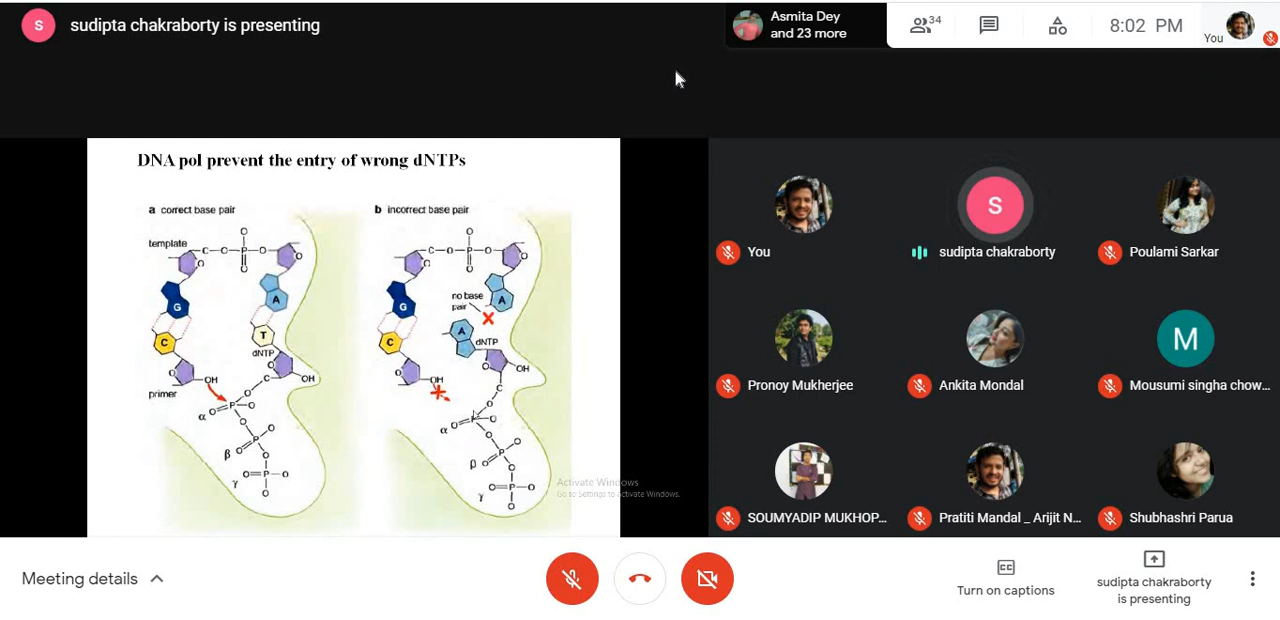 S
sudipta chakraborty is presenting
Asmita Dey
and 23 more
34
8:02 PM
You
DNA pol prevent the entry of wrong dNTPs
a correct base pair
b incorrect base pair
template
C O P O
O
O
O
G
A
C
T
dNTP
O
O
OH
OH
primer
C
O
α O P O
O
β O P O
O
γ O P O
O
O
C O P O
O
O
O
no base
pair
G
A
C
A
dNTP
O
O
OH
OH
C
O
α O P O
O
β O P O
O
γ O P O
O
Activate Windows
Go to Settings to activate Windows.
You
S
sudipta chakraborty
Poulami Sarkar
Pronoy Mukherjee
Ankita Mondal
M
Mousumi singha chow...
SOUMYADIP MUKHOP...
Pratiti Mandal _ Arijit N...
Shubhashri Parua
Meeting details
CC
Turn on captions
sudipta chakraborty
is presenting